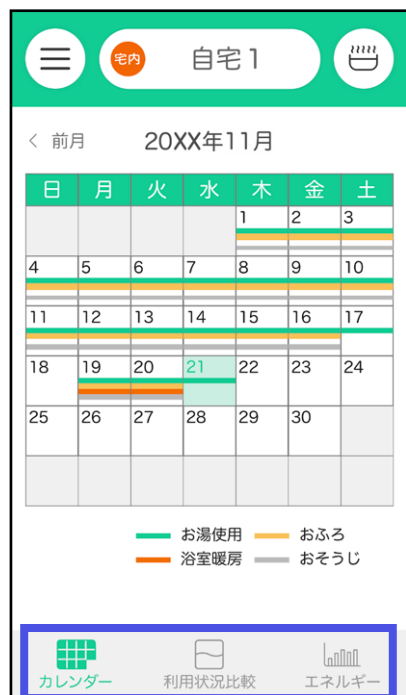 宅内 自宅1
< 前月 20XX年11月
日 月 火 水 木 金 土
1 2 3
4 5 6 7 8 9 10
11 12 13 14 15 16 17
18 19 20 21 22 23 24
25 26 27 28 29 30
お湯使用 おふろ
浴室暖房 おそうじ
カレンダー 利用状況比較 エネルギー